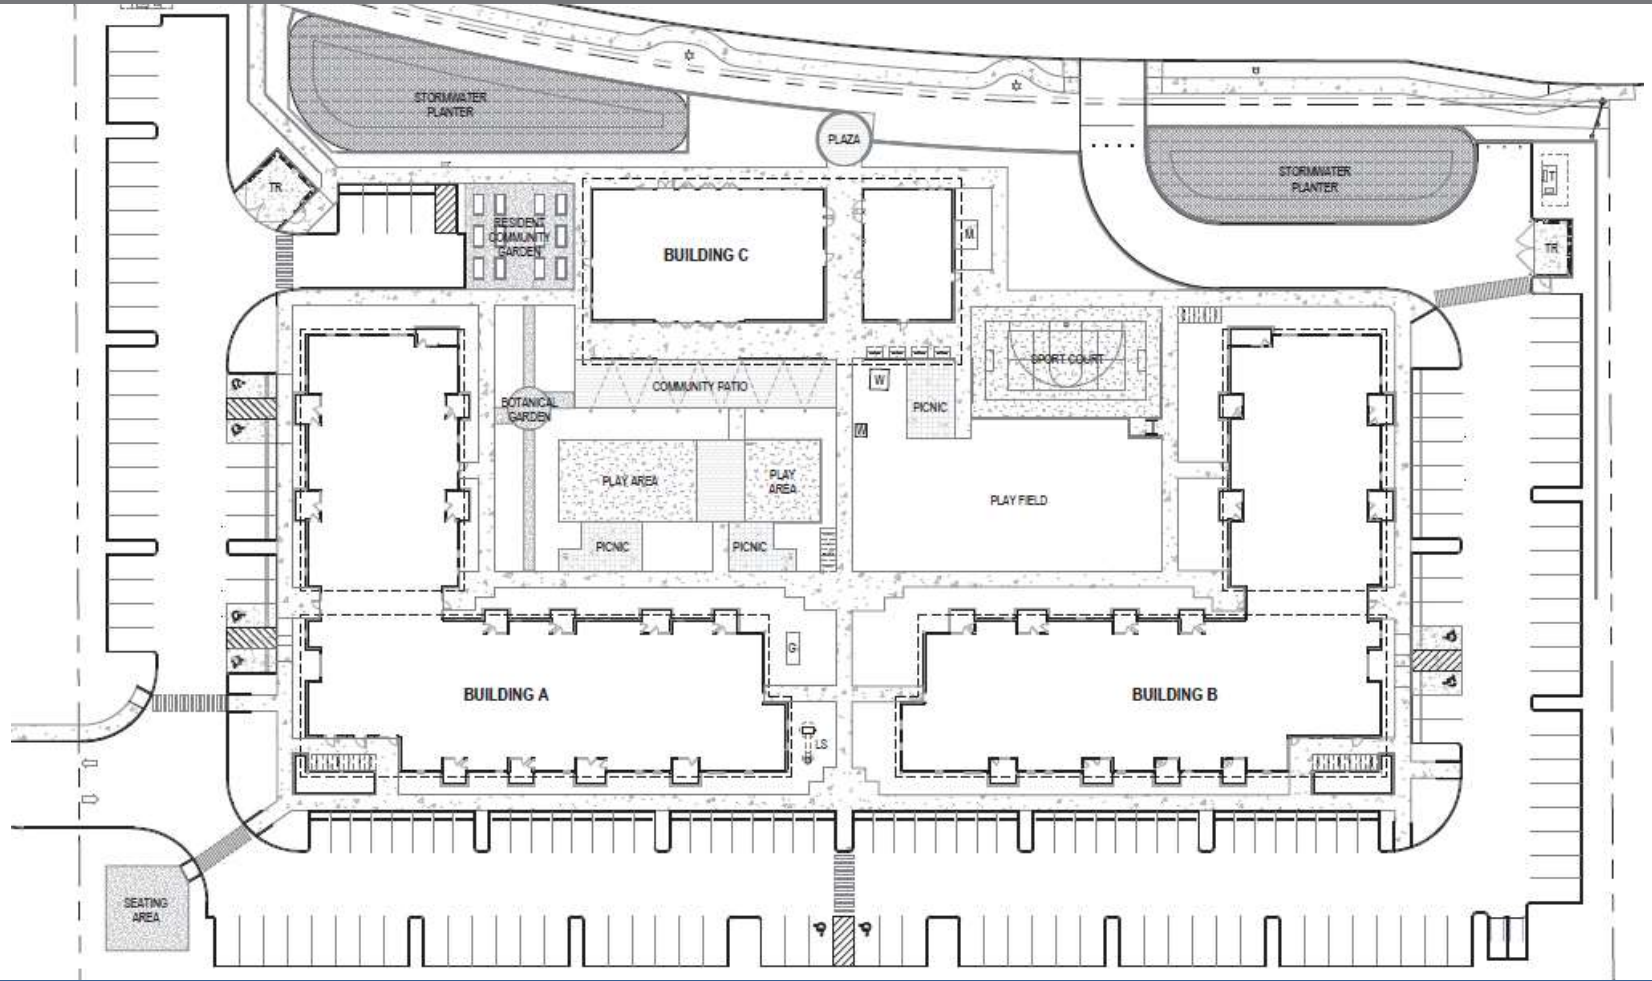 STORMWATER
PLANTER
PLAZA
STORMWATER
PLANTER
TR
T
RESIDENT
COMMUNITY
GARDEN
BUILDING C
M
TR
SPORT COURT
COMMUNITY PATIO
W
BOTANICAL
GARDEN
PICNIC
W
PLAY AREA
PLAY
AREA
PLAY FIELD
PICNIC
PICNIC
G
BUILDING A
BUILDING B
LS
SEATING
AREA